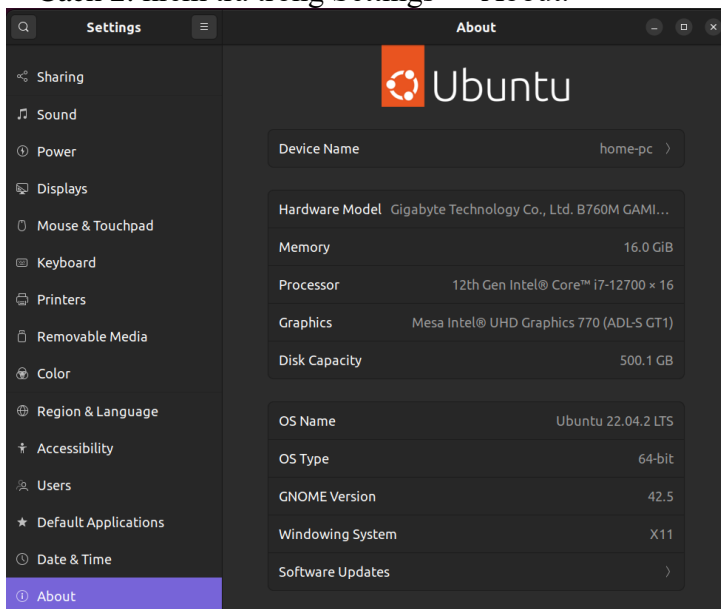 Settings
About
Sharing
Sound
Power
Displays
Mouse & Touchpad
Keyboard
Printers
Removable Media
Color
Region & Language
Accessibility
Users
Default Applications
Date & Time
About
Ubuntu
Device Name home-pc
Hardware Model Gigabyte Technology Co., Ltd. B760M GAMI...
Memory 16.0 GiB
Processor 12th Gen Intel® Core™ i7-12700 × 16
Graphics Mesa Intel® UHD Graphics 770 (ADL-S GT1)
Disk Capacity 500.1 GB
OS Name Ubuntu 22.04.2 LTS
OS Type 64-bit
GNOME Version 42.5
Windowing System X11
Software Updates